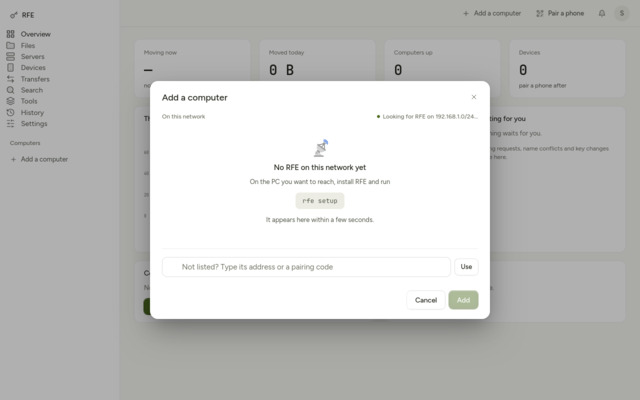 RFE
Overview
Files
Servers
Devices
Transfers
Search
Tools
History
Settings
Computers
Add a computer
Add a computer
Pair a phone
S
Moving now
—
Moved today
0 B
Computers up
0
Devices
0
pair a phone after
Add a computer
On this network
Looking for RFE on 192.168.1.0/24...
No RFE on this network yet
On the PC you want to reach, install RFE and run
rfe setup
It appears here within a few seconds.
Not listed? Type its address or a pairing code
Use
Cancel
Add
ting for you
ing waits for you.
ng requests, name conflicts and key changes